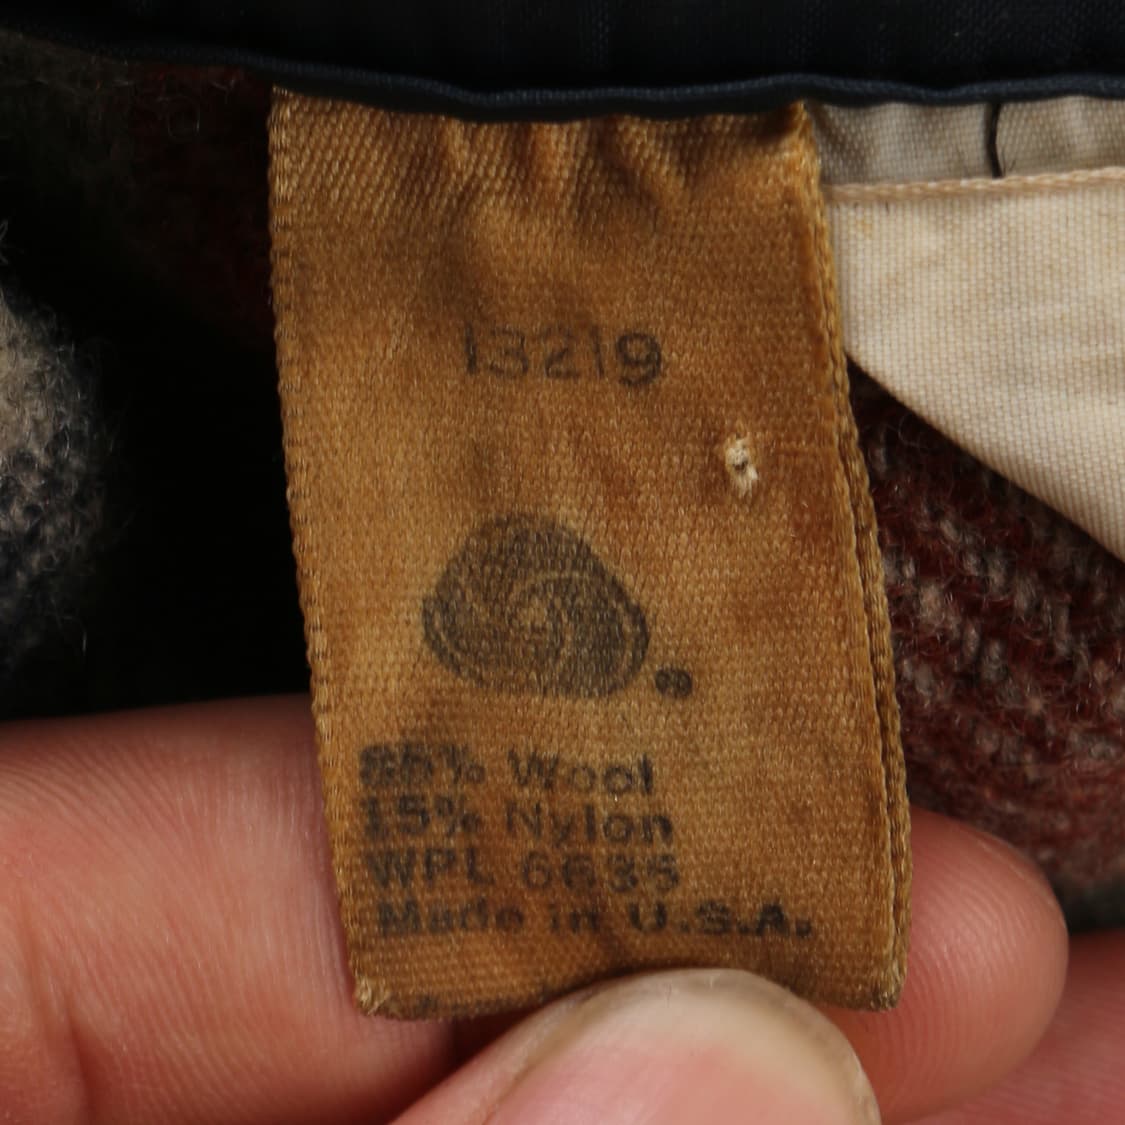 13219
®
85% Wool
15% Nylon
WPL 6635
Made in U.S.A.